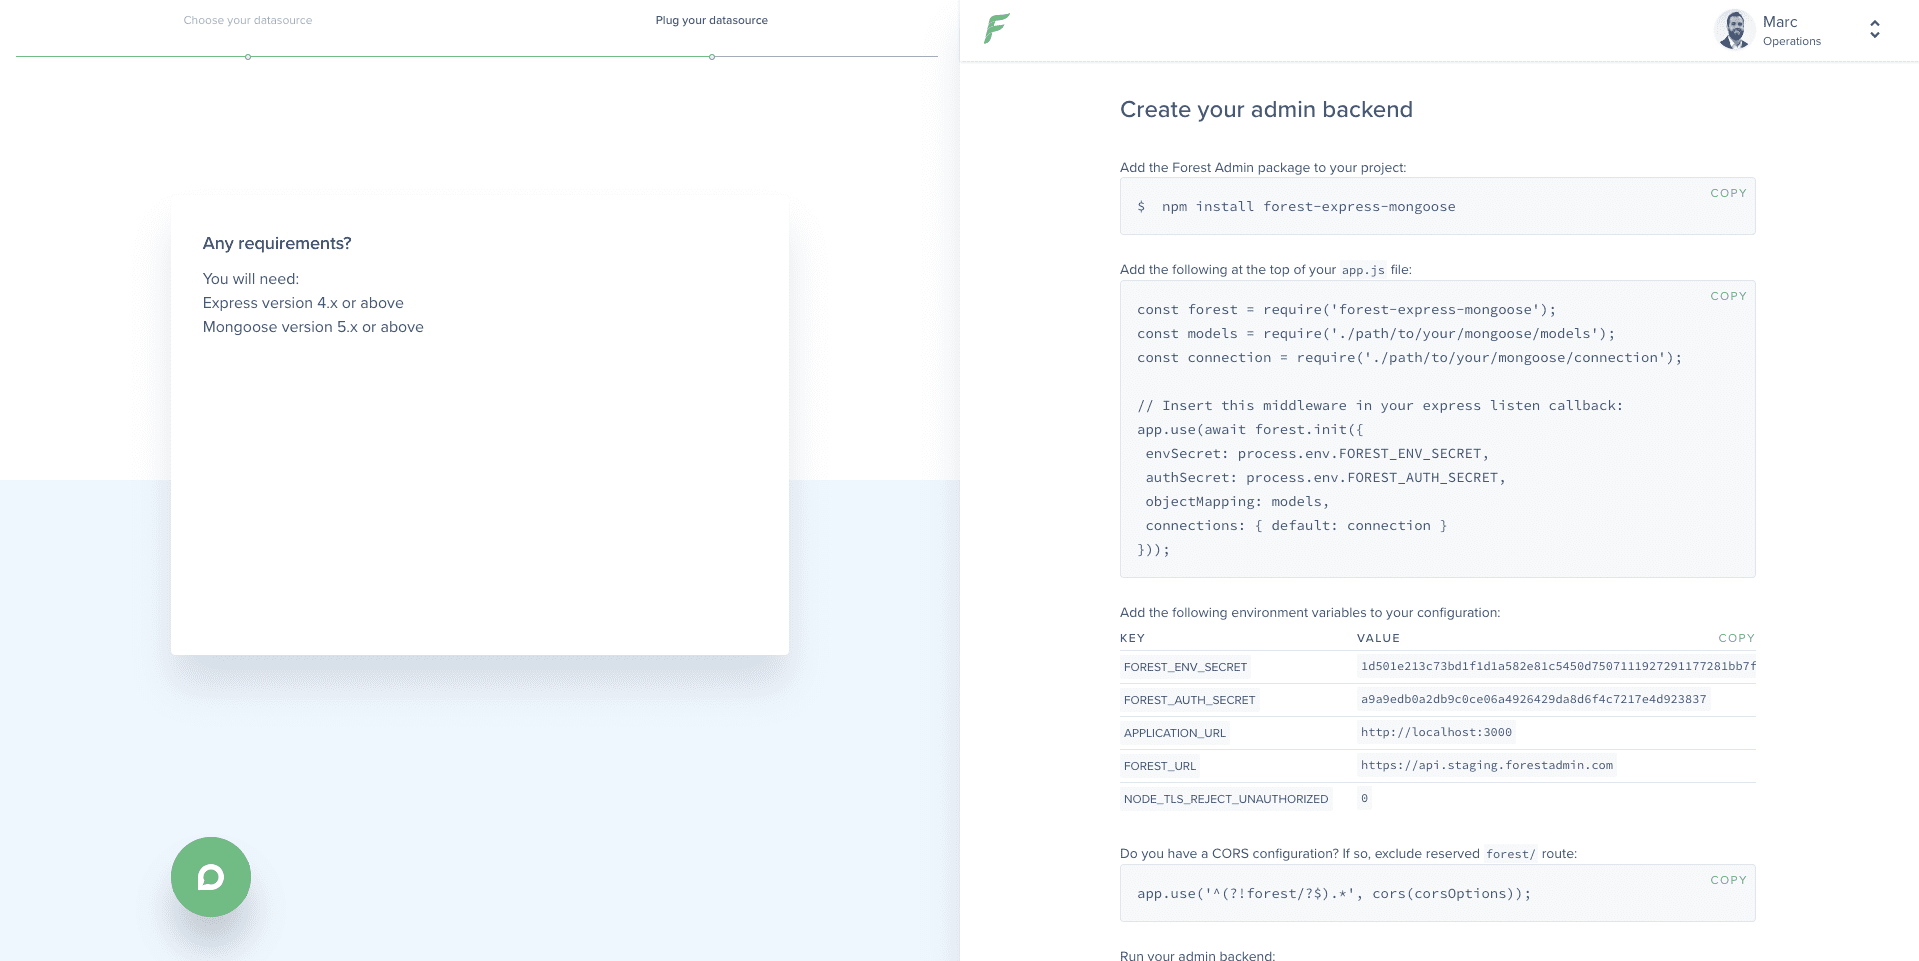 Choose your datasource
Plug your datasource
Any requirements?
You will need:
Express version 4.x or above
Mongoose version 5.x or above
Marc
Operations
Create your admin backend
Add the Forest Admin package to your project:
COPY
$  npm install forest-express-mongoose
Add the following at the top of your app.js file:
COPY
const forest = require('forest-express-mongoose');
const models = require('./path/to/your/mongoose/models');
const connection = require('./path/to/your/mongoose/connection');
// Insert this middleware in your express listen callback:
app.use(await forest.init({
 envSecret: process.env.FOREST_ENV_SECRET,
 authSecret: process.env.FOREST_AUTH_SECRET,
 objectMapping: models,
 connections: { default: connection }
}));
Add the following environment variables to your configuration:
KEY VALUE COPY
FOREST_ENV_SECRET 1d501e213c73bd1f1d1a582e81c5450d7507111927291177281bb7f
FOREST_AUTH_SECRET a9a9edb0a2db9c0ce06a4926429da8d6f4c7217e4d923837
APPLICATION_URL http://localhost:3000
FOREST_URL https://api.staging.forestadmin.com
NODE_TLS_REJECT_UNAUTHORIZED 0
Do you have a CORS configuration? If so, exclude reserved forest/ route:
COPY
app.use('^(?!forest/?$).*', cors(corsOptions));
Run your admin backend: